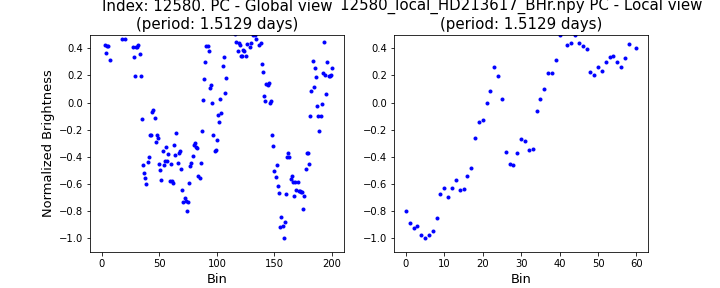 Index: 12580. PC - Global view
(period: 1.5129 days)
12580_local_HD213617_BHr.npy PC - Local view
(period: 1.5129 days)
Normalized Brightness
0.4
0.2
0.0
−0.2
−0.4
−0.6
−0.8
−1.0
0 50 100 150 200
Bin
0.4
0.2
0.0
−0.2
−0.4
−0.6
−0.8
−1.0
0 10 20 30 40 50 60
Bin